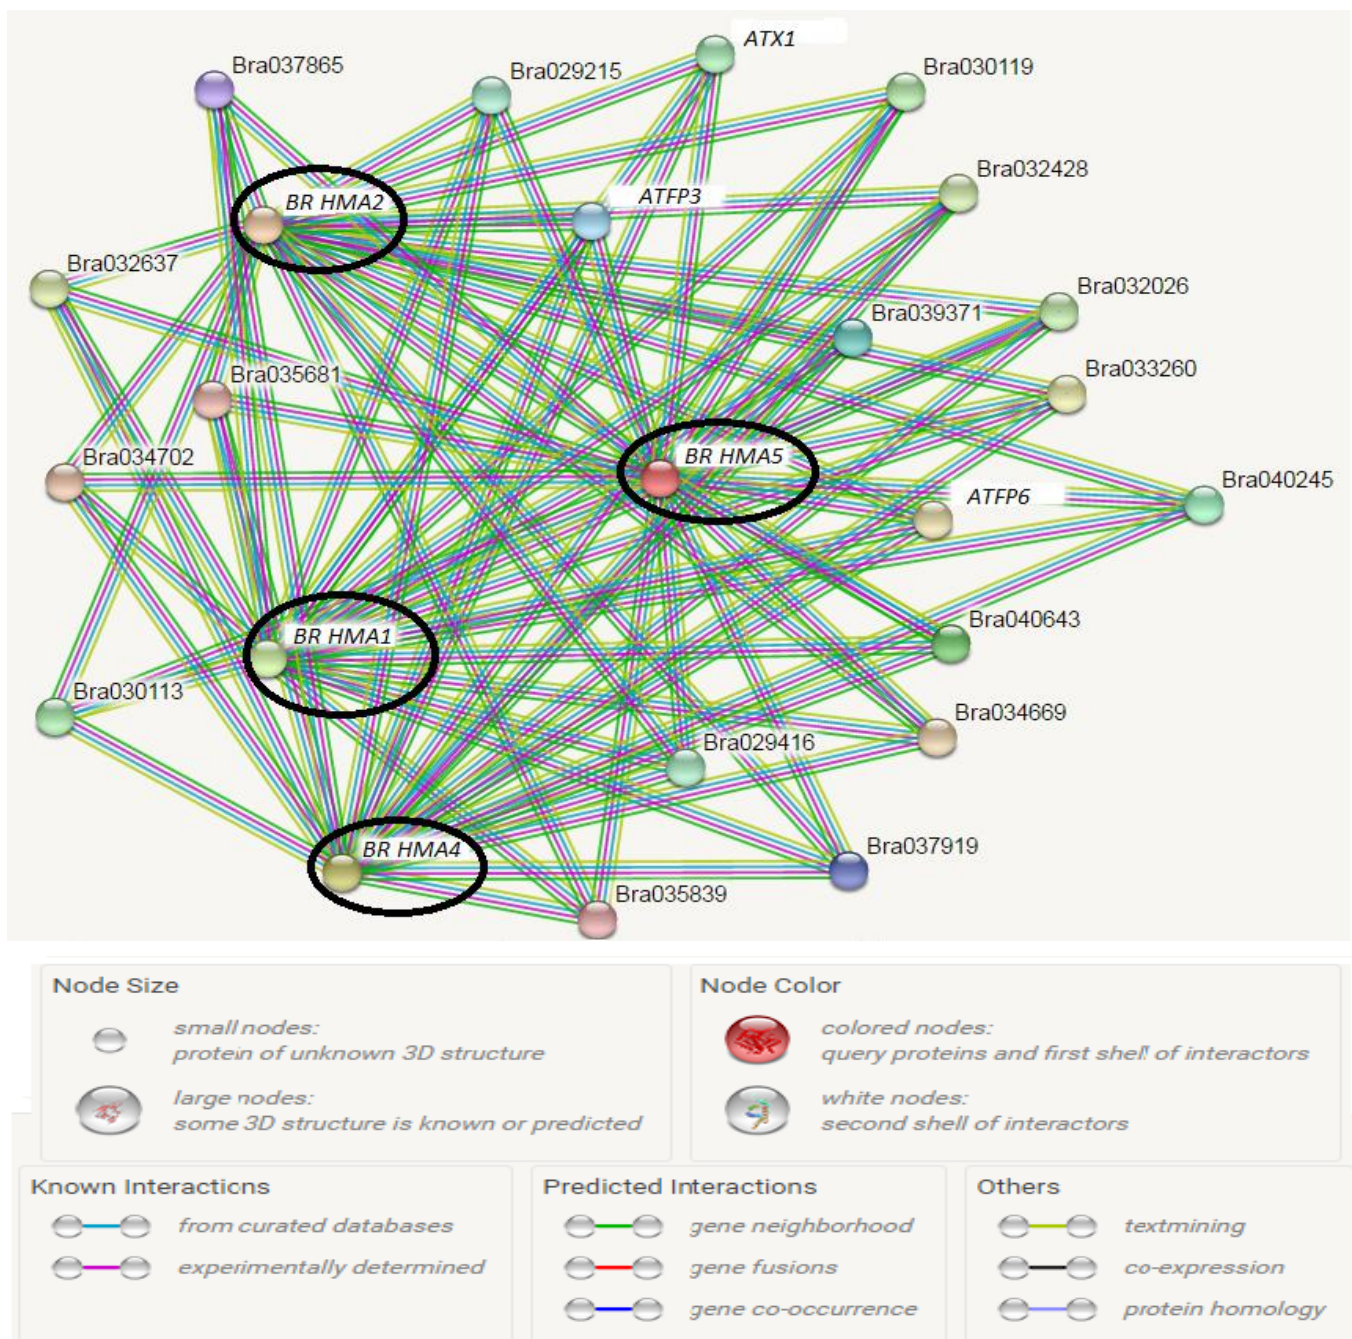 ATX1
Bra037865
Bra029215
Bra030119
Bra032428
BR HMA2
ATFP3
Bra032637
Bra032026
Bra039371
Bra035681
Bra033260
Bra034702
BR HMA5
Bra040245
ATFP6
BR HMA1
Bra040643
Bra030113
Bra034669
Bra029416
BR HMA4
Bra037919
Bra035839
Node Size
small nodes:
protein of unknown 3D structure
large nodes:
some 3D structure is known or predicted
Node Color
colored nodes:
query proteins and first shell of interactors
white nodes:
second shell of interactors
Known Interactions
from curated databases
experimentally determined
Predicted Interactions
gene neighborhood
gene fusions
gene co-occurrence
Others
textmining
co-expression
protein homology